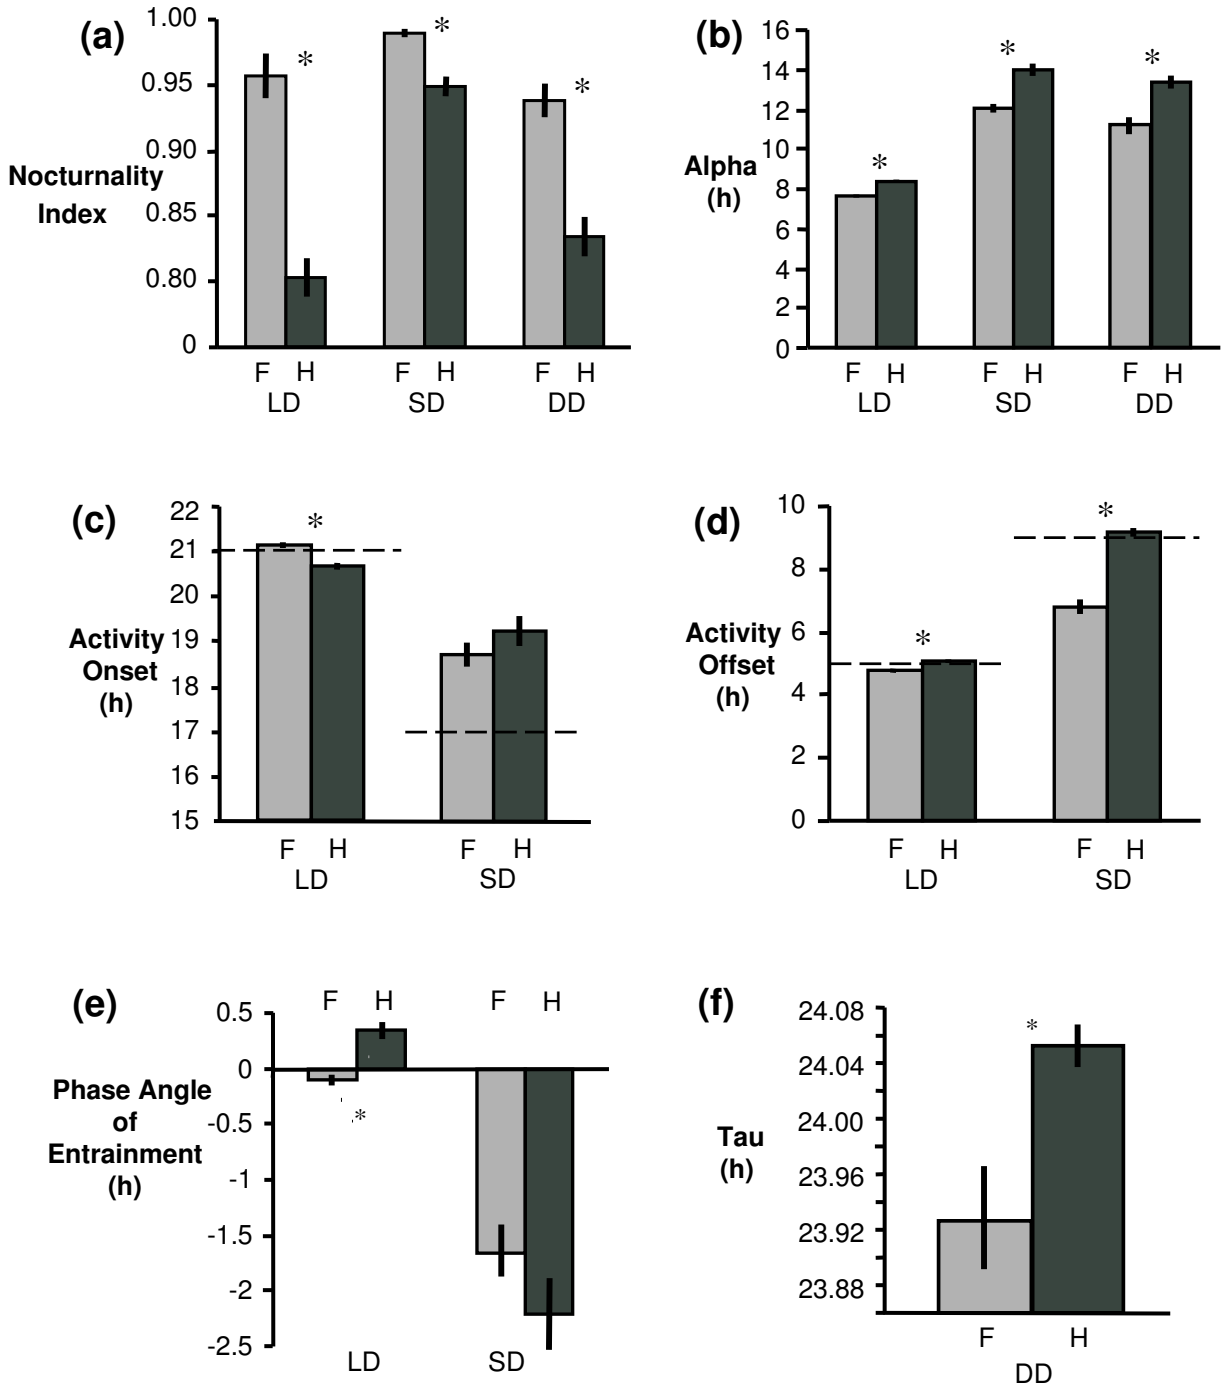 (a)
1.00
0.95
0.90
0.85
0.80
0
Nocturnality
Index
* * *
F H F H F H
LD SD DD
(b)
16
14
12
10
8
6
4
2
0
Alpha
(h)
* * *
F H F H F H
LD SD DD
(c)
22
21
20
19
18
17
16
15
Activity
Onset
(h)
*
F H F H
LD SD
(d)
10
8
6
4
2
0
Activity
Offset
(h)
* *
F H F H
LD SD
(e)
F H F H
0.5
0
-0.5
-1
-1.5
-2
-2.5
Phase Angle
of
Entrainment
(h)
*
LD SD
(f)
24.08
24.04
24.00
23.96
23.92
23.88
Tau
(h)
*
F H
DD